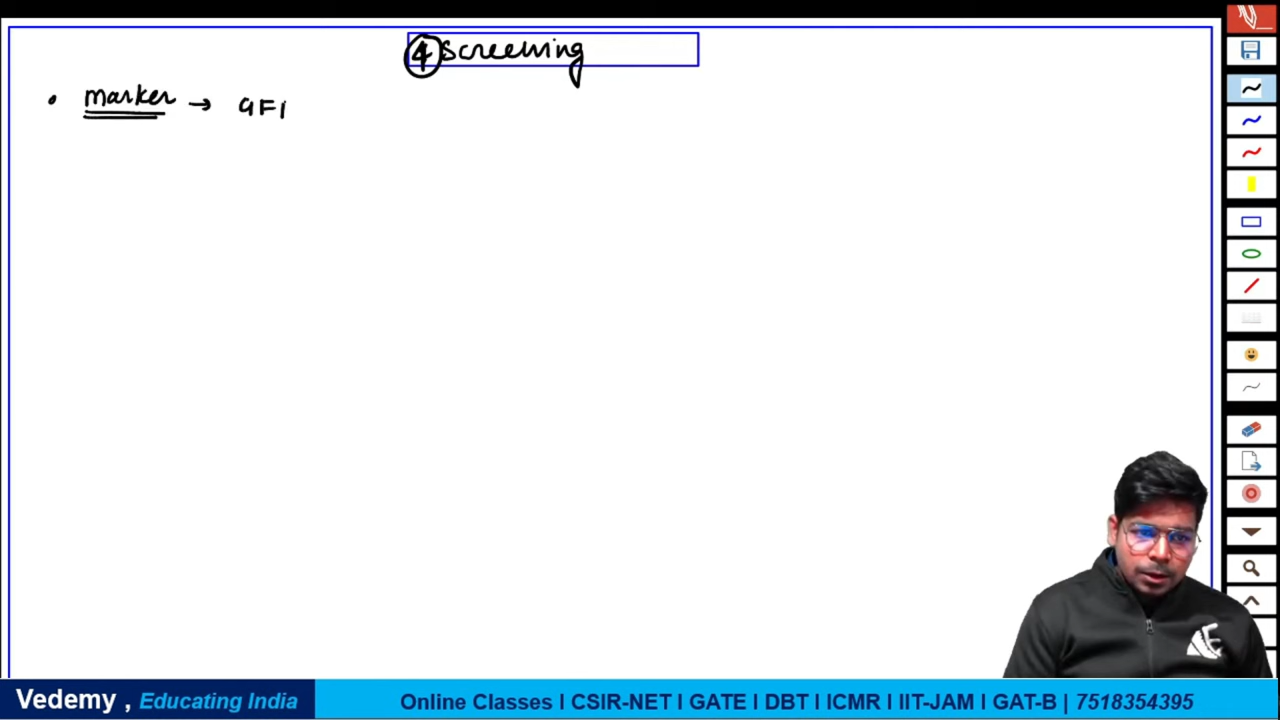 ④ Screening
• marker → GFP
Vedemy , Educating India
Online Classes I CSIR-NET I GATE I DBT I ICMR I IIT-JAM I GAT-B | 7518354395